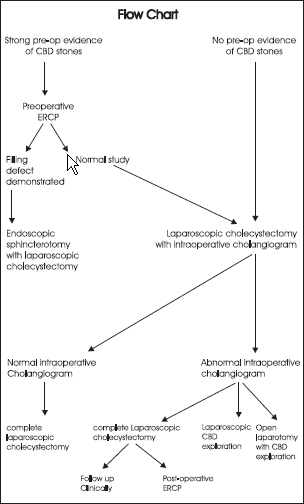 Flow Chart
Strong pre-op evidence
of CBD stones
No pre-op evidence
of CBD stones
Preoperative
ERCP
Filling
defect
demonstrated
Normal study
Endoscopic
sphincterotomy
with laparoscopic
cholecystectomy
Laparoscopic cholecystectomy
with intraoperative cholangiogram
Normal intraoperative
Cholangiogram
Abnormal intraoperative
cholangiogram
complete
laparoscopic
cholecystectomy
complete Laparoscopic
cholecystectomy
Laparoscopic
CBD
exploration
Open
laparotomy
with CBD
exploration
Follow up
Clinically
Post-operative
ERCP